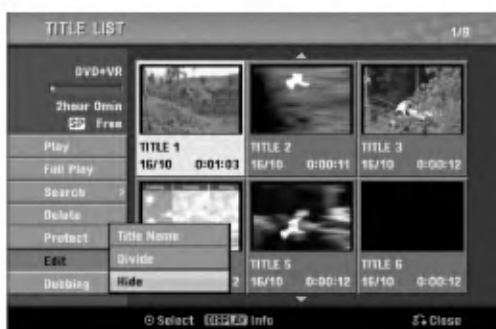 TITLE LIST
1/9
DVD+VR
2hour 0min
SP Free
Play
Full Play
Search >
Delete
Protect
Edit
Dubbing
Title Name
Divide
Hide
TITLE 1
16/10 0:01:03
TITLE 2
16/10 0:00:11
TITLE 3
16/10 0:00:12
2
TITLE 5
16/10 0:00:12
TITLE 6
16/10 0:00:12
Select DISPLAY Info
Close